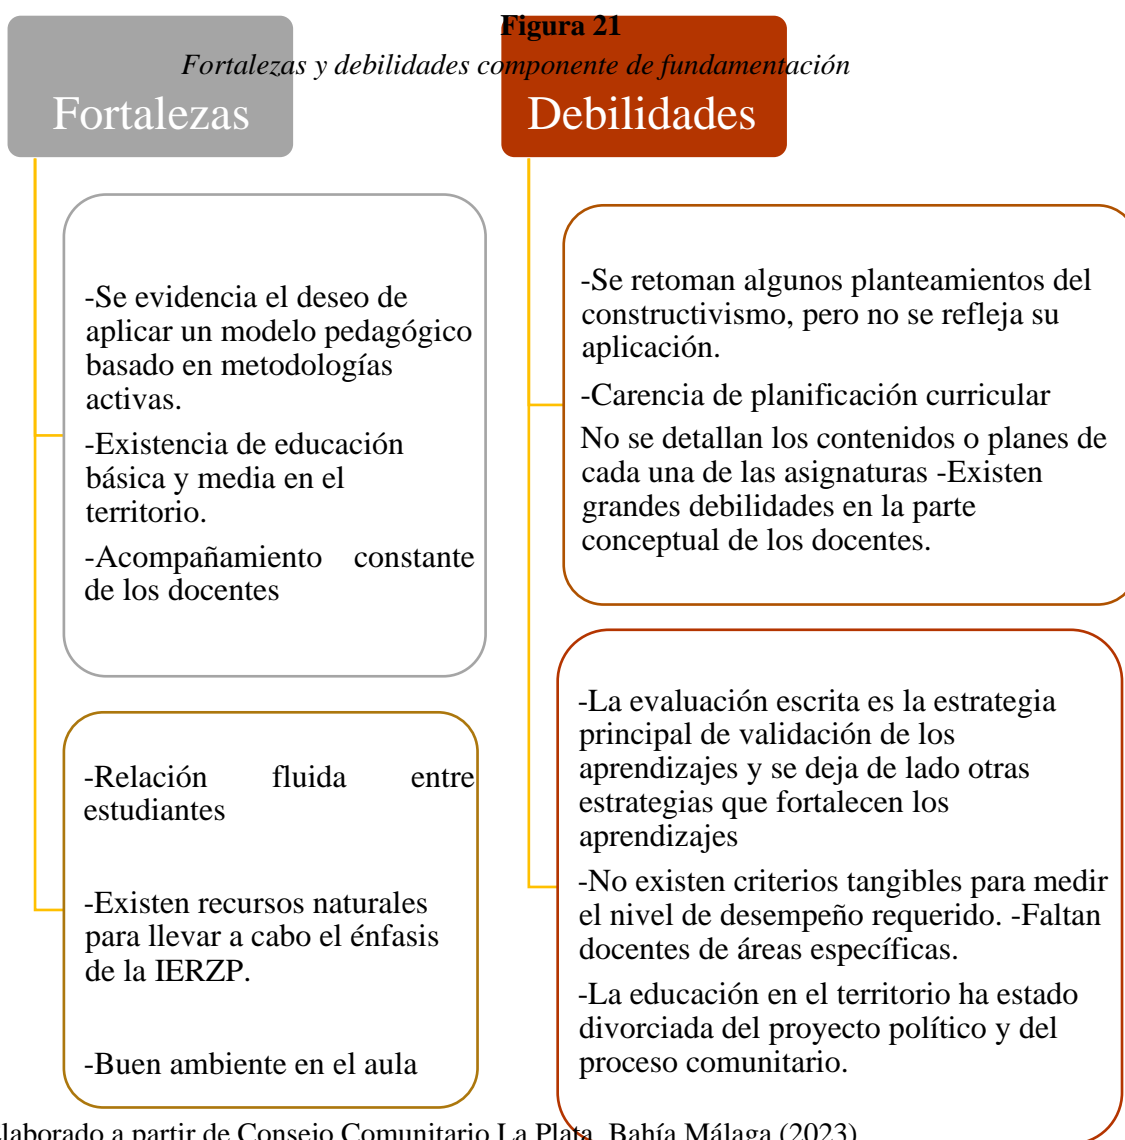 Figura 21
Fortalezas y debilidades componente de fundamentación
Fortalezas
-Se evidencia el deseo de
aplicar un modelo pedagógico
basado en metodologías
activas.
-Existencia de educación
básica y media en el
territorio.
-Acompañamiento constante
de los docentes
-Relación fluida entre
estudiantes
-Existen recursos naturales
para llevar a cabo el énfasis
de la IERZP.
-Buen ambiente en el aula
Debilidades
-Se retoman algunos planteamientos del
constructivismo, pero no se refleja su
aplicación.
-Carencia de planificación curricular
No se detallan los contenidos o planes de
cada una de las asignaturas -Existen
grandes debilidades en la parte
conceptual de los docentes.
-La evaluación escrita es la estrategia
principal de validación de los
aprendizajes y se deja de lado otras
estrategias que fortalecen los
aprendizajes
-No existen criterios tangibles para medir
el nivel de desempeño requerido. -Faltan
docentes de áreas específicas.
-La educación en el territorio ha estado
divorciada del proyecto político y del
proceso comunitario.
laborado a partir de Consejo Comunitario La Plata, Bahía Málaga (2023)